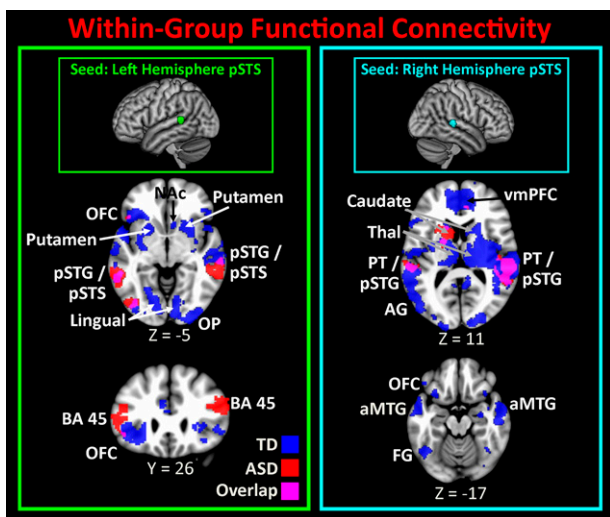 Within-Group Functional Connectivity
Seed: Left Hemisphere pSTS
NAc
Putamen
OFC
Putamen
pSTG /
pSTS
pSTG /
pSTS
Lingual
OP
Z = -5
BA 45
BA 45
OFC
Y = 26
TD
ASD
Overlap
Seed: Right Hemisphere pSTS
vmPFC
Caudate
Thal
PT /
pSTG
PT /
pSTG
AG
Z = 11
OFC
aMTG
aMTG
FG
Z = -17